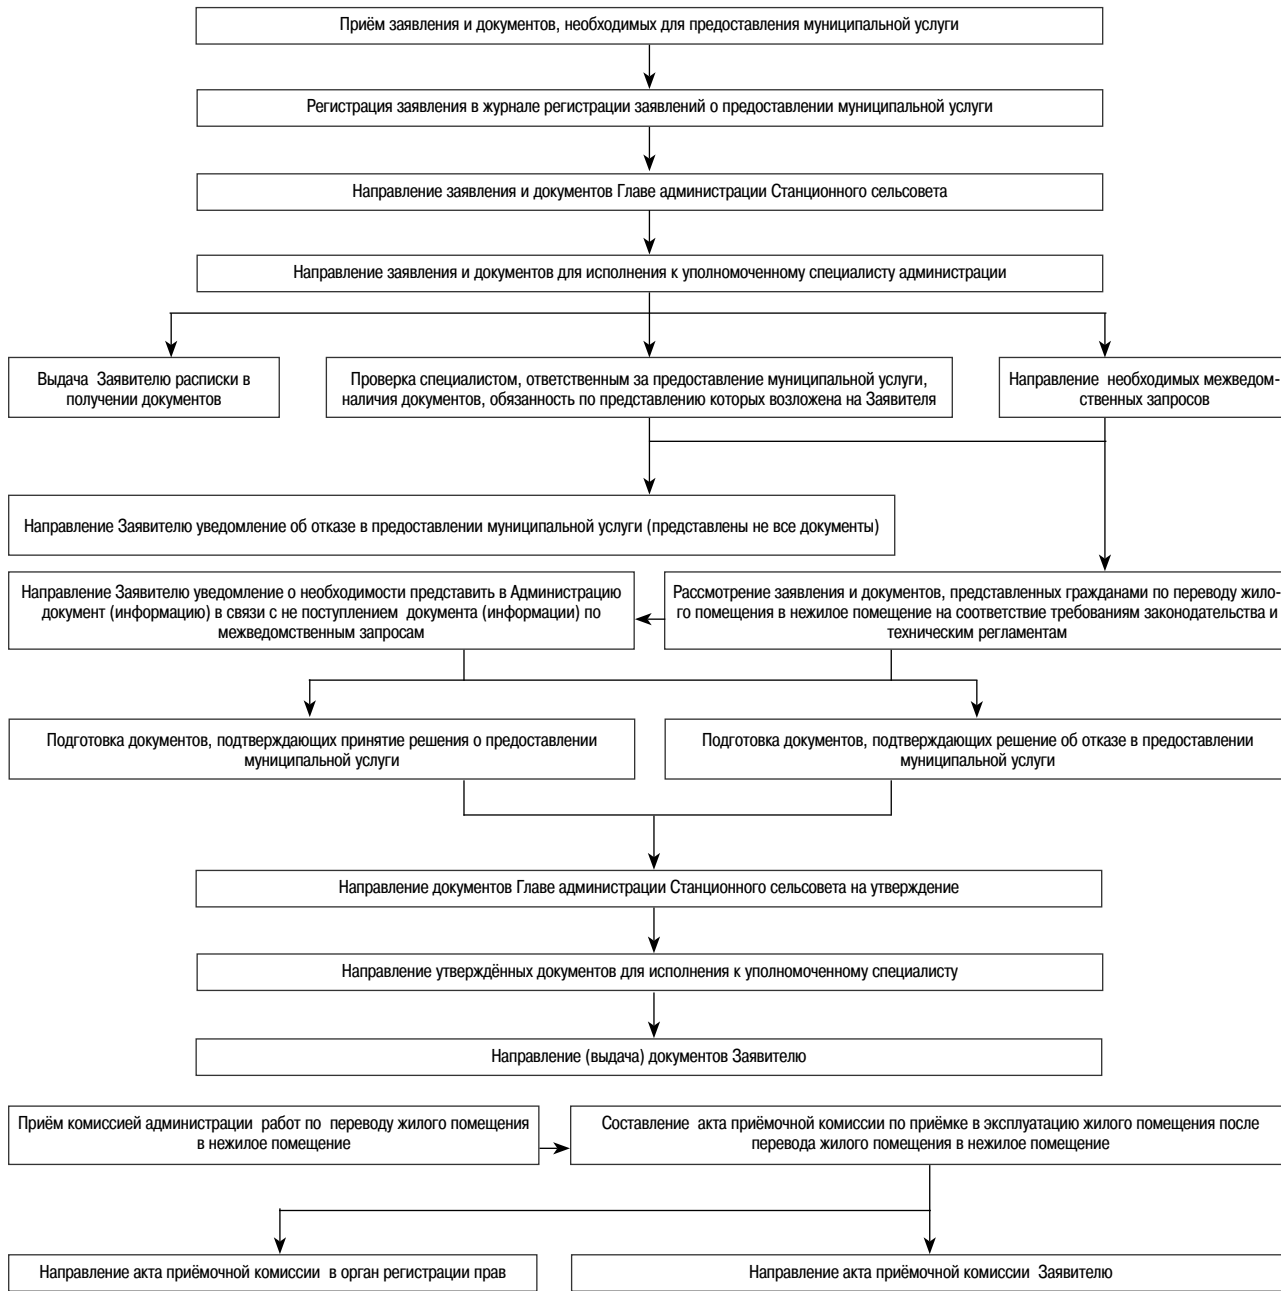 Приём заявления и документов, необходимых для предоставления муниципальной услуги
Регистрация заявления в журнале регистрации заявлений о предоставлении муниципальной услуги
Направление заявления и документов Главе администрации Станционного сельсовета
Направление заявления и документов для исполнения к уполномоченному специалисту администрации
Выдача Заявителю расписки в
получении документов
Проверка специалистом, ответственным за предоставление муниципальной услуги,
наличия документов, обязанность по представлению которых возложена на Заявителя
Направление необходимых межведом-
ственных запросов
Направление Заявителю уведомление об отказе в предоставлении муниципальной услуги (представлены не все документы)
Направление Заявителю уведомление о необходимости представить в Администрацию
документ (информацию) в связи с не поступлением документа (информации) по
межведомственным запросам
Рассмотрение заявления и документов, представленных гражданами по переводу жило-
го помещения в нежилое помещение на соответствие требованиям законодательства и
техническим регламентам
Подготовка документов, подтверждающих принятие решения о предоставлении
муниципальной услуги
Подготовка документов, подтверждающих решение об отказе в предоставлении
муниципальной услуги
Направление документов Главе администрации Станционного сельсовета на утверждение
Направление утверждённых документов для исполнения к уполномоченному специалисту
Направление (выдача) документов Заявителю
Приём комиссией администрации работ по переводу жилого помещения
в нежилое помещение
Составление акта приёмочной комиссии по приёмке в эксплуатацию жилого помещения после
перевода жилого помещения в нежилое помещение
Направление акта приёмочной комиссии в орган регистрации прав
Направление акта приёмочной комиссии Заявителю